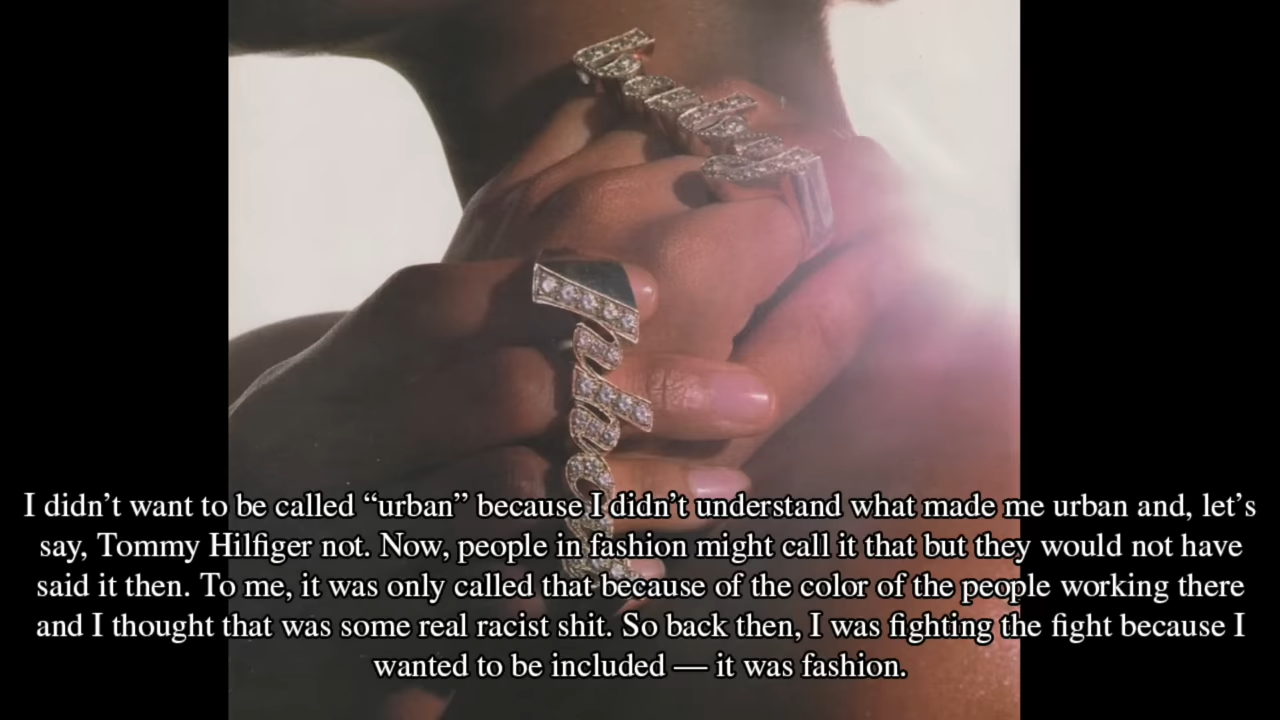 I didn’t want to be called “urban” because I didn’t understand what made me urban and, let’s
say, Tommy Hilfiger not. Now, people in fashion might call it that but they would not have
said it then. To me, it was only called that because of the color of the people working there
and I thought that was some real racist shit. So back then, I was fighting the fight because I
wanted to be included — it was fashion.